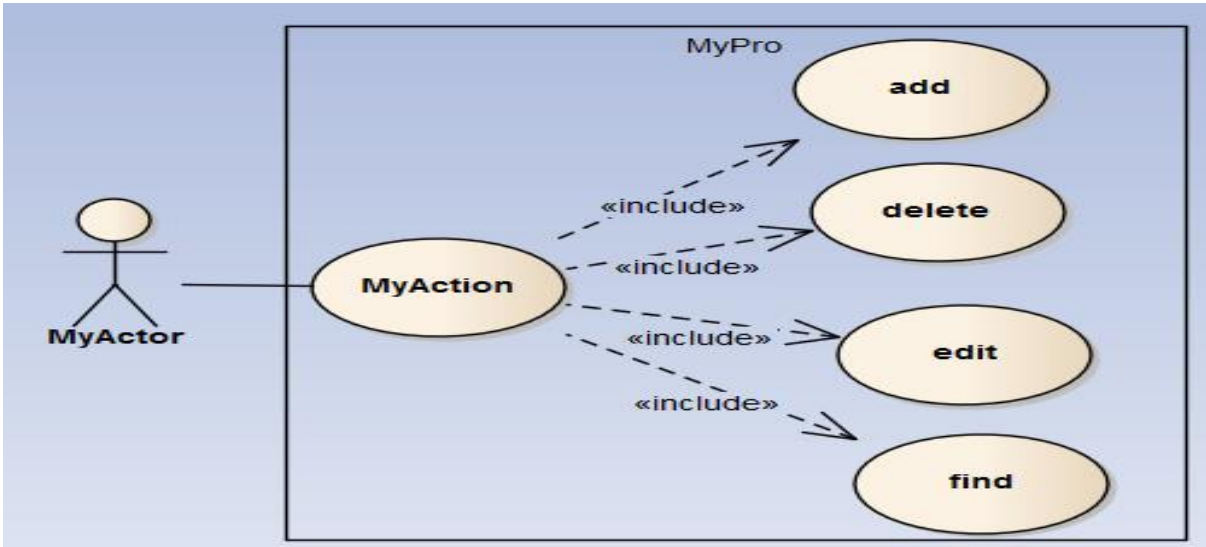 MyPro
add
«include»
delete
«include»
MyAction
MyActor
«include»
edit
«include»
find